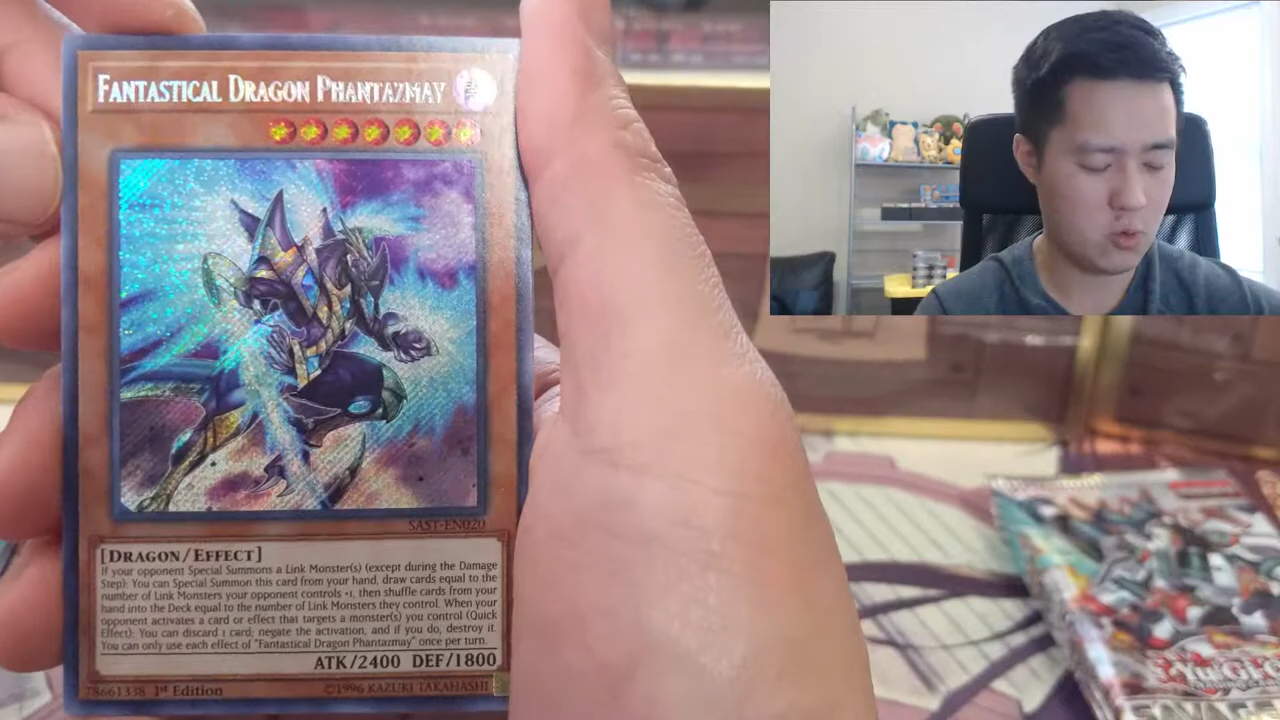 FANTASTICAL DRAGON PHANTAZMAY
SAST-EN020
[DRAGON/EFFECT]
If your opponent Special Summons a Link Monster(s) (except during the Damage
Step): You can Special Summon this card from your hand, draw cards equal to the
number of Link Monsters your opponent controls +1, then shuffle cards from your
hand into the Deck equal to the number of Link Monsters they control. When your
opponent activates a card or effect that targets a monster(s) you control (Quick
Effect): You can discard 1 card; negate the activation, and if you do, destroy it.
You can only use each effect of "Fantastical Dragon Phantazmay" once per turn.
ATK/2400 DEF/1800
78661338 1st Edition ©1996 KAZUKI TAKAHASHI